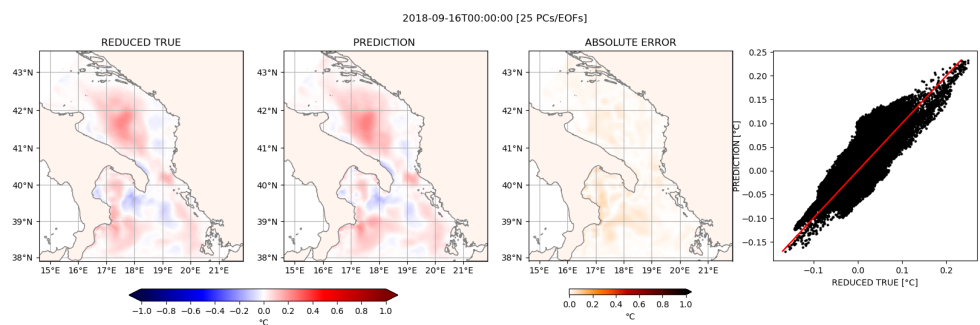 2018-09-16T00:00:00 [25 PCs/EOFs]
REDUCED TRUE
PREDICTION
ABSOLUTE ERROR
43°N
42°N
41°N
40°N
39°N
38°N
15°E 16°E 17°E 18°E 19°E 20°E 21°E
43°N
42°N
41°N
40°N
39°N
38°N
15°E 16°E 17°E 18°E 19°E 20°E 21°E
43°N
42°N
41°N
40°N
39°N
38°N
15°E 16°E 17°E 18°E 19°E 20°E 21°E
PREDICTION [°C]
0.25
0.20
0.15
0.10
0.05
0.00
−0.05
−0.10
−0.15
−0.1 0.0 0.1 0.2
REDUCED TRUE [°C]
−1.0 −0.8 −0.6 −0.4 −0.2 0.0 0.2 0.4 0.6 0.8 1.0
°C
0.0 0.2 0.4 0.6 0.8 1.0
°C